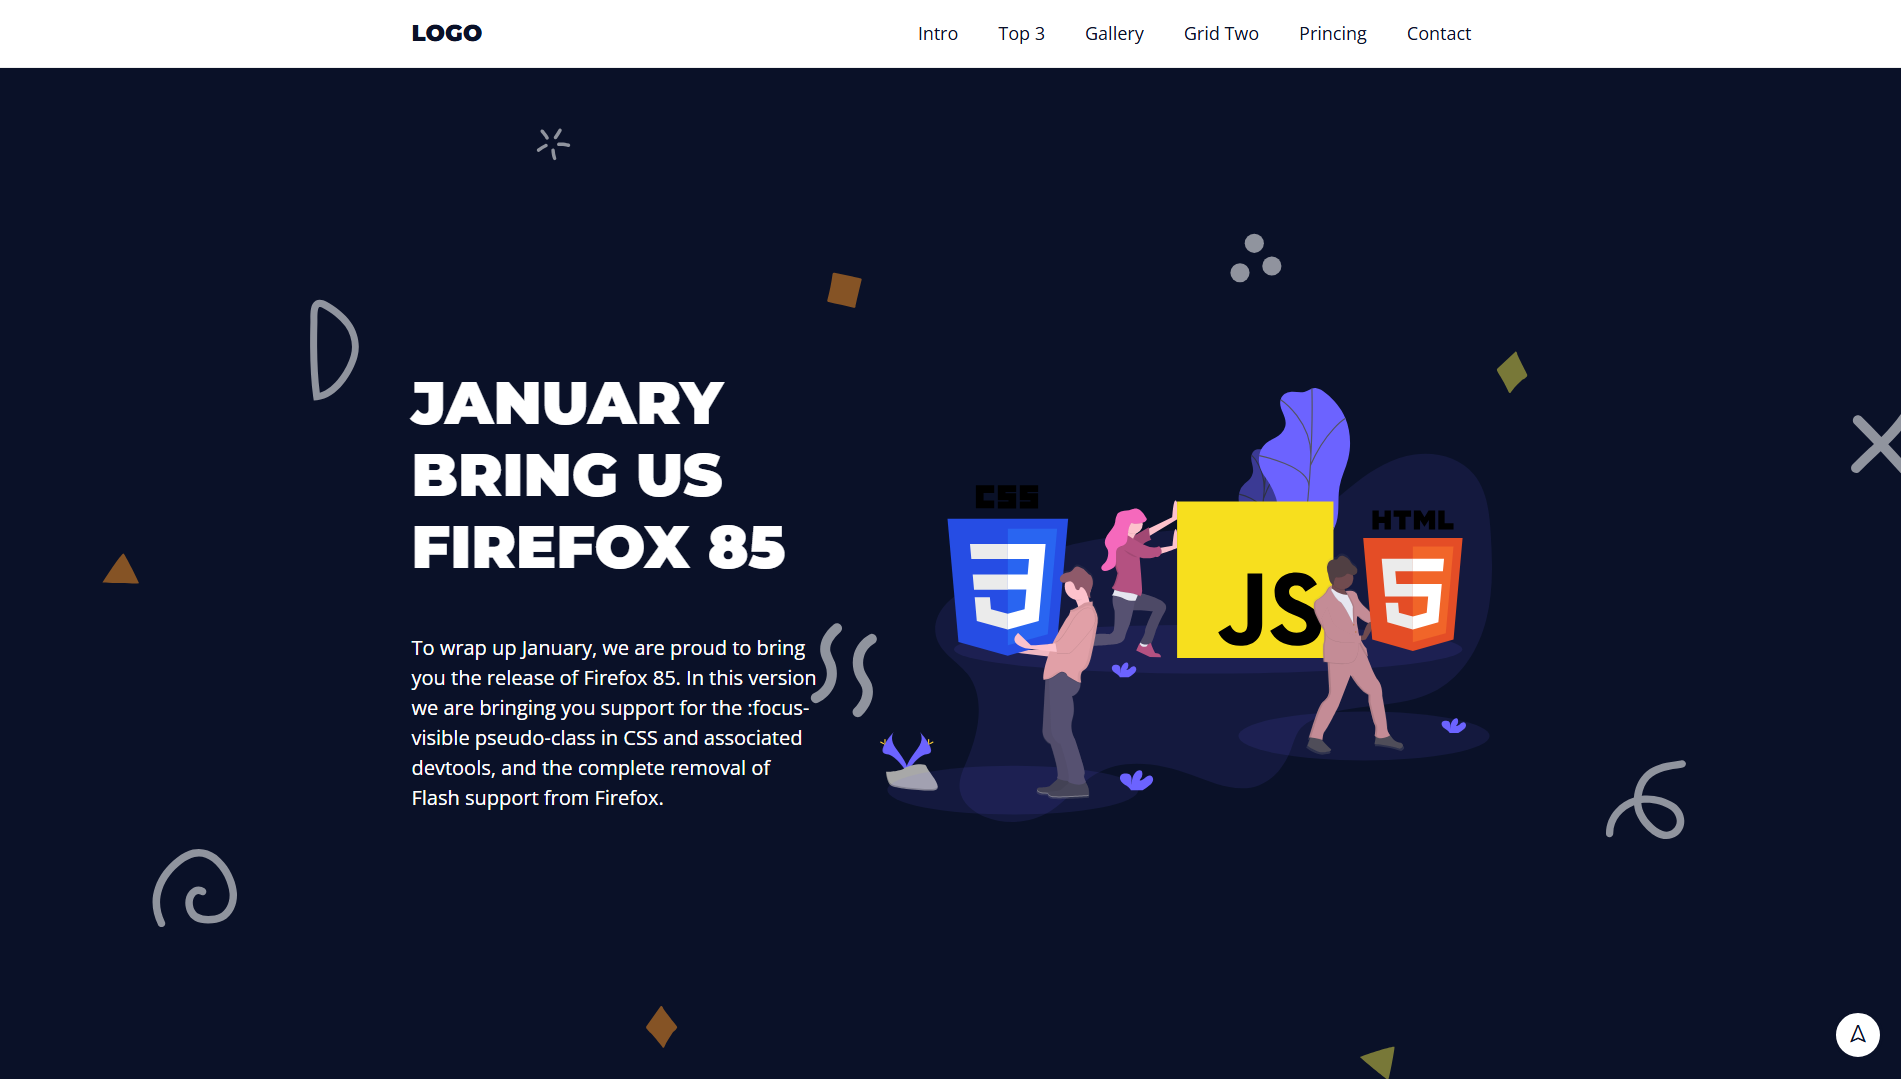 LOGO
Intro
Top 3
Gallery
Grid Two
Princing
Contact
JANUARY
BRING US
FIREFOX 85
To wrap up January, we are proud to bring
you the release of Firefox 85. In this version
we are bringing you support for the :focus-
visible pseudo-class in CSS and associated
devtools, and the complete removal of
Flash support from Firefox.
CSS
3
JS
HTML
5